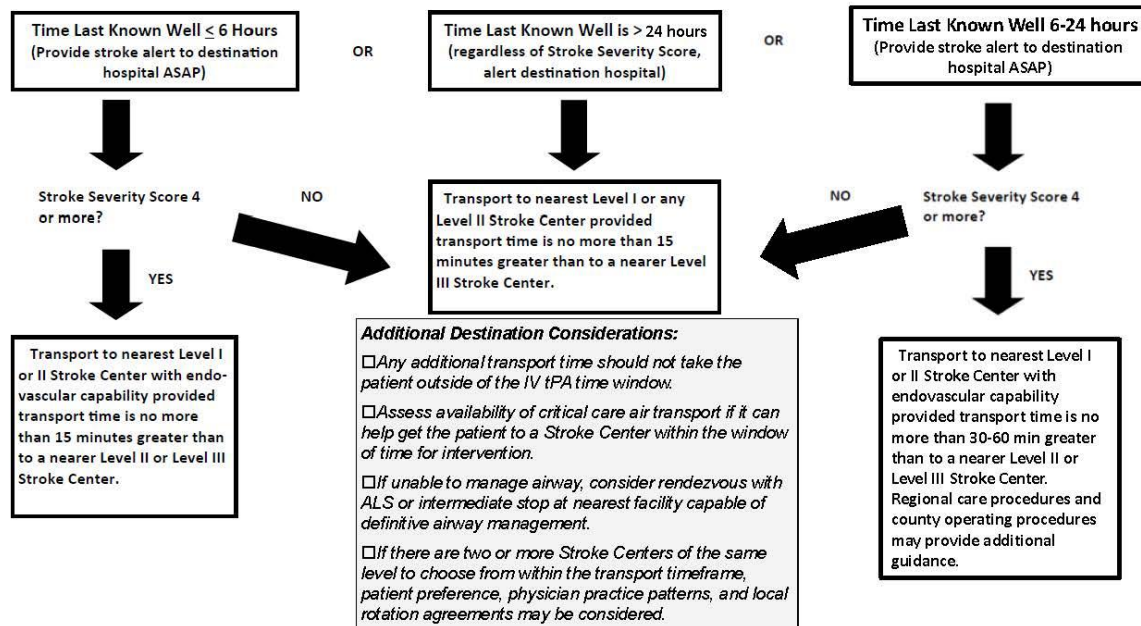 Time Last Known Well ≤ 6 Hours
(Provide stroke alert to destination
hospital ASAP)
OR
Time Last Known Well is > 24 hours
(regardless of Stroke Severity Score,
alert destination hospital)
OR
Time Last Known Well 6-24 hours
(Provide stroke alert to destination
hospital ASAP)
Stroke Severity Score 4
or more?
NO
YES
Transport to nearest Level I or any
Level II Stroke Center provided
transport time is no more than 15
minutes greater than to a nearer Level
III Stroke Center.
NO
Stroke Severity Score 4
or more?
YES
Transport to nearest Level I
or II Stroke Center with endo-
vascular capability provided
transport time is no more
than 15 minutes greater than
to a nearer Level II or Level III
Stroke Center.
Additional Destination Considerations:
☐Any additional transport time should not take the
patient outside of the IV tPA time window.
☐Assess availability of critical care air transport if it can
help get the patient to a Stroke Center within the window
of time for intervention.
☐If unable to manage airway, consider rendezvous with
ALS or intermediate stop at nearest facility capable of
definitive airway management.
☐If there are two or more Stroke Centers of the same
level to choose from within the transport timeframe,
patient preference, physician practice patterns, and local
rotation agreements may be considered.
Transport to nearest Level I
or II Stroke Center with
endovascular capability
provided transport time is no
more than 30-60 min greater
than to a nearer Level II or
Level III Stroke Center.
Regional care procedures and
county operating procedures
may provide additional
guidance.